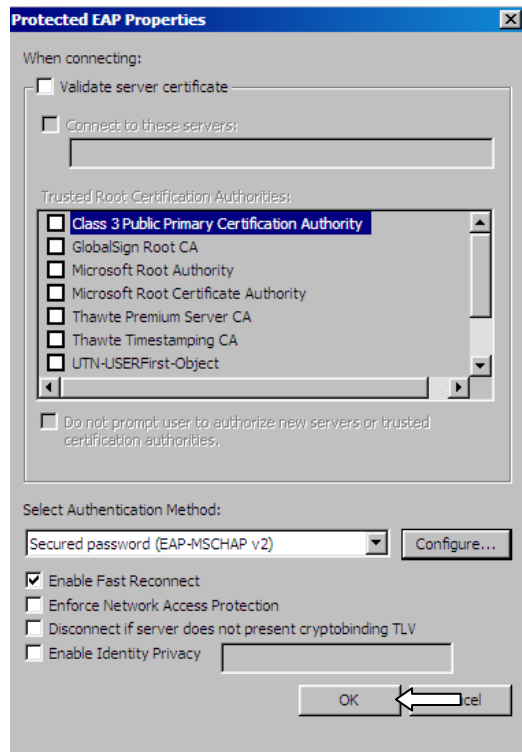 Protected EAP Properties
When connecting:
Validate server certificate
Connect to these servers:
Trusted Root Certification Authorities:
Class 3 Public Primary Certification Authority
GlobalSign Root CA
Microsoft Root Authority
Microsoft Root Certificate Authority
Thawte Premium Server CA
Thawte Timestamping CA
UTN-USERFirst-Object
Do not prompt user to authorize new servers or trusted
certification authorities.
Select Authentication Method:
Secured password (EAP-MSCHAP v2)
Configure...
Enable Fast Reconnect
Enforce Network Access Protection
Disconnect if server does not present cryptobinding TLV
Enable Identity Privacy
OK